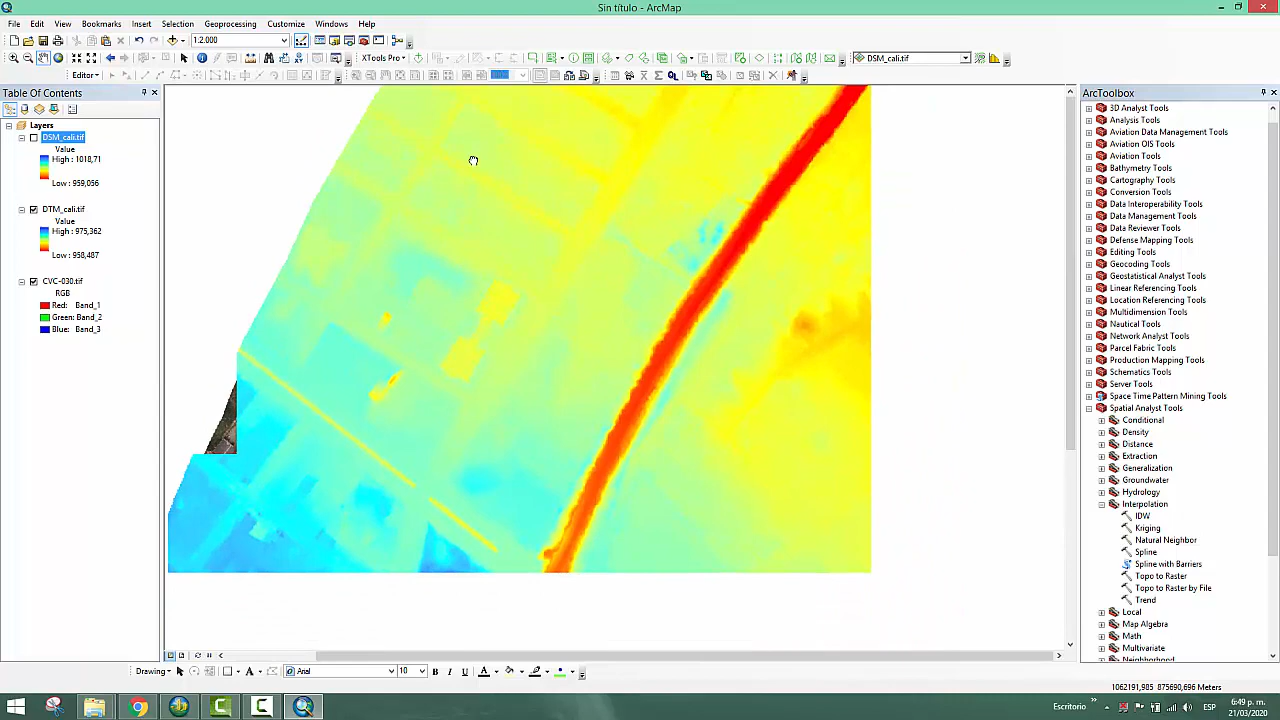 Sin título - ArcMap
File Edit View Bookmarks Insert Selection Geoprocessing Customize Windows Help
1:2.000
XTools Pro
DSM_cali.tif
Editor
Table Of Contents
ArcToolbox
Layers
DSM_cali.tif
Value
High : 1018,71
Low : 959,056
DTM_cali.tif
Value
High : 975,362
Low : 958,487
CVC-030.tif
RGB
Red: Band_1
Green: Band_2
Blue: Band_3
3D Analyst Tools
Analysis Tools
Aviation Data Management Tools
Aviation OIS Tools
Aviation Tools
Bathymetry Tools
Cartography Tools
Conversion Tools
Data Interoperability Tools
Data Management Tools
Data Reviewer Tools
Defense Mapping Tools
Editing Tools
Geocoding Tools
Geostatistical Analyst Tools
Linear Referencing Tools
Location Referencing Tools
Multidimension Tools
Nautical Tools
Network Analyst Tools
Parcel Fabric Tools
Production Mapping Tools
Schematics Tools
Server Tools
Space Time Pattern Mining Tools
Spatial Analyst Tools
Conditional
Density
Distance
Extraction
Generalization
Groundwater
Hydrology
Interpolation
IDW
Kriging
Natural Neighbor
Spline
Spline with Barriers
Topo to Raster
Topo to Raster by File
Trend
Local
Map Algebra
Math
Multivariate
Neighborhood
Drawing
Arial
10
B I U A
1062191,985 875690,696 Meters
Escritorio
ESP
6:49 p. m.
21/03/2020